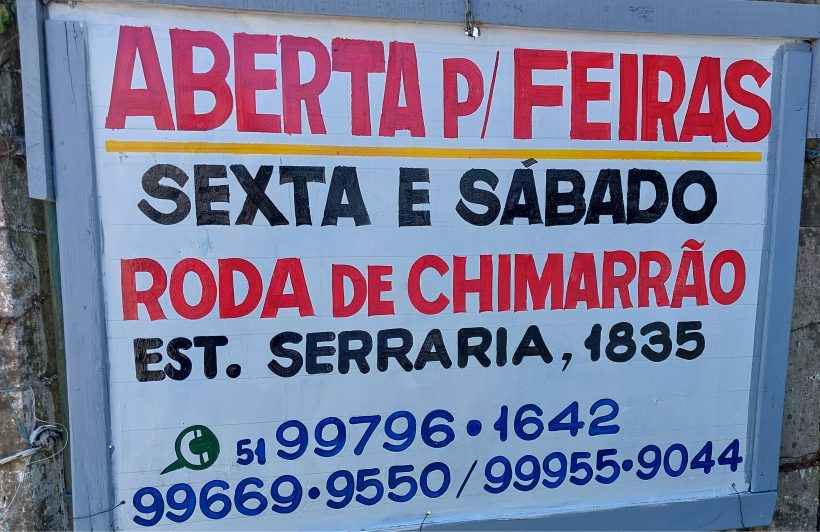 ABERTA P/ FEIRAS
SEXTA E SÁBADO
RODA DE CHIMARRÃO
EST. SERRARIA, 1835
51 99796•1642
99669•9550/99955•9044